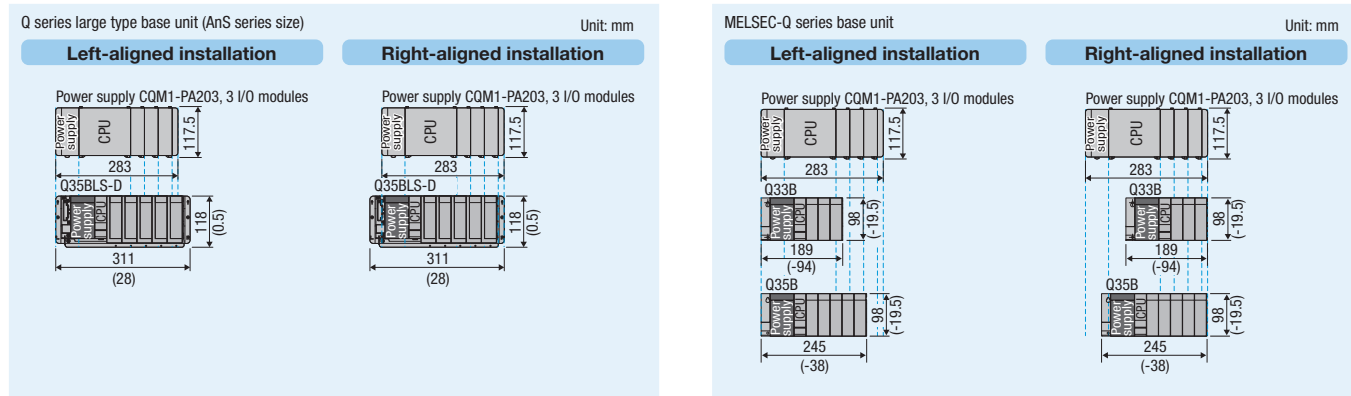 Q series large type base unit (AnS series size)
Unit: mm
Left-aligned installation
Right-aligned installation
Power supply CQM1-PA203, 3 I/O modules
Power supply
CPU
117.5
283
Q35BLS-D
Power supply
CPU
118
(0.5)
311
(28)
Power supply CQM1-PA203, 3 I/O modules
Power supply
CPU
117.5
283
Q35BLS-D
Power supply
CPU
118
(0.5)
311
(28)
MELSEC-Q series base unit
Unit: mm
Left-aligned installation
Right-aligned installation
Power supply CQM1-PA203, 3 I/O modules
Power supply
CPU
117.5
283
Q33B
Power supply
CPU
98
(-19.5)
189
(-94)
Q35B
Power supply
CPU
98
(-19.5)
245
(-38)
Power supply CQM1-PA203, 3 I/O modules
Power supply
CPU
117.5
283
Q33B
Power supply
CPU
98
(-19.5)
189
(-94)
Q35B
Power supply
CPU
98
(-19.5)
245
(-38)